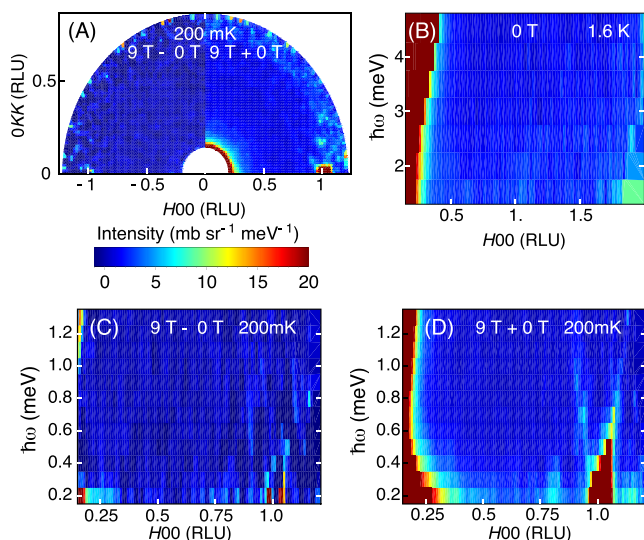 (A)
200 mK
9 T - 0 T 9 T + 0 T
0KK (RLU)
0.5
0
- 1
- 0.5
0
0.5
1
H00 (RLU)
(B)
0 T 1.6 K
ħω (meV)
4
3
2
0.5
1.
1.5
H00 (RLU)
Intensity (mb sr⁻¹ meV⁻¹)
0 5 10 15 20
(C)
9 T - 0 T 200mK
ħω (meV)
1.2
1.0
0.8
0.6
0.4
0.2
0.25
0.50
0.75
1.0
H00 (RLU)
(D)
9 T + 0 T 200mK
ħω (meV)
1.2
1.0
0.8
0.6
0.4
0.2
0.25
0.50
0.75
1.0
H00 (RLU)